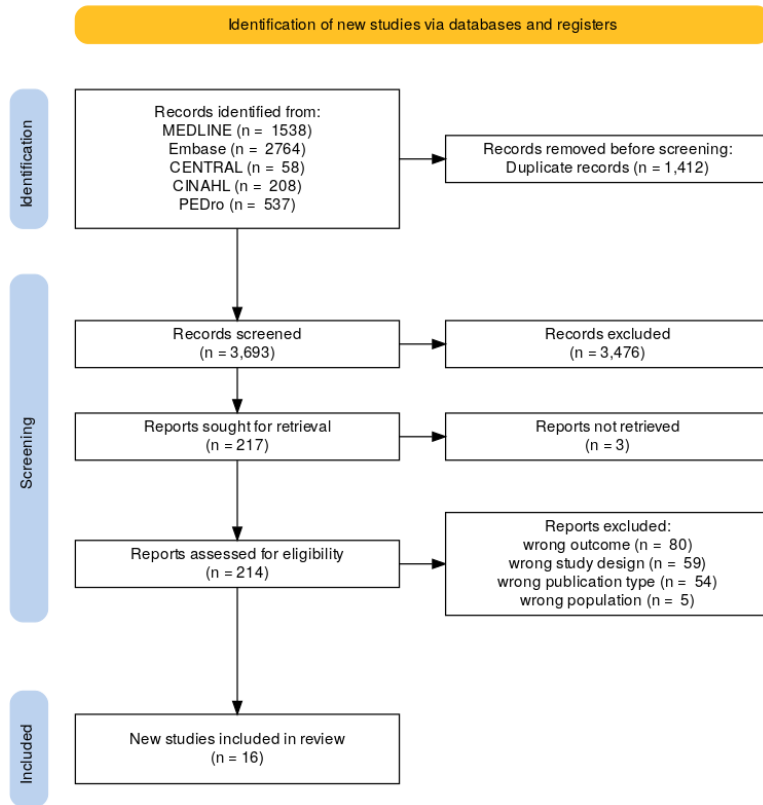 Identification of new studies via databases and registers
Identification
Records identified from:
MEDLINE (n = 1538)
Embase (n = 2764)
CENTRAL (n = 58)
CINAHL (n = 208)
PEDro (n = 537)
Records removed before screening:
Duplicate records (n = 1,412)
Screening
Records screened
(n = 3,693)
Records excluded
(n = 3,476)
Reports sought for retrieval
(n = 217)
Reports not retrieved
(n = 3)
Reports assessed for eligibility
(n = 214)
Reports excluded:
wrong outcome (n = 80)
wrong study design (n = 59)
wrong publication type (n = 54)
wrong population (n = 5)
Included
New studies included in review
(n = 16)